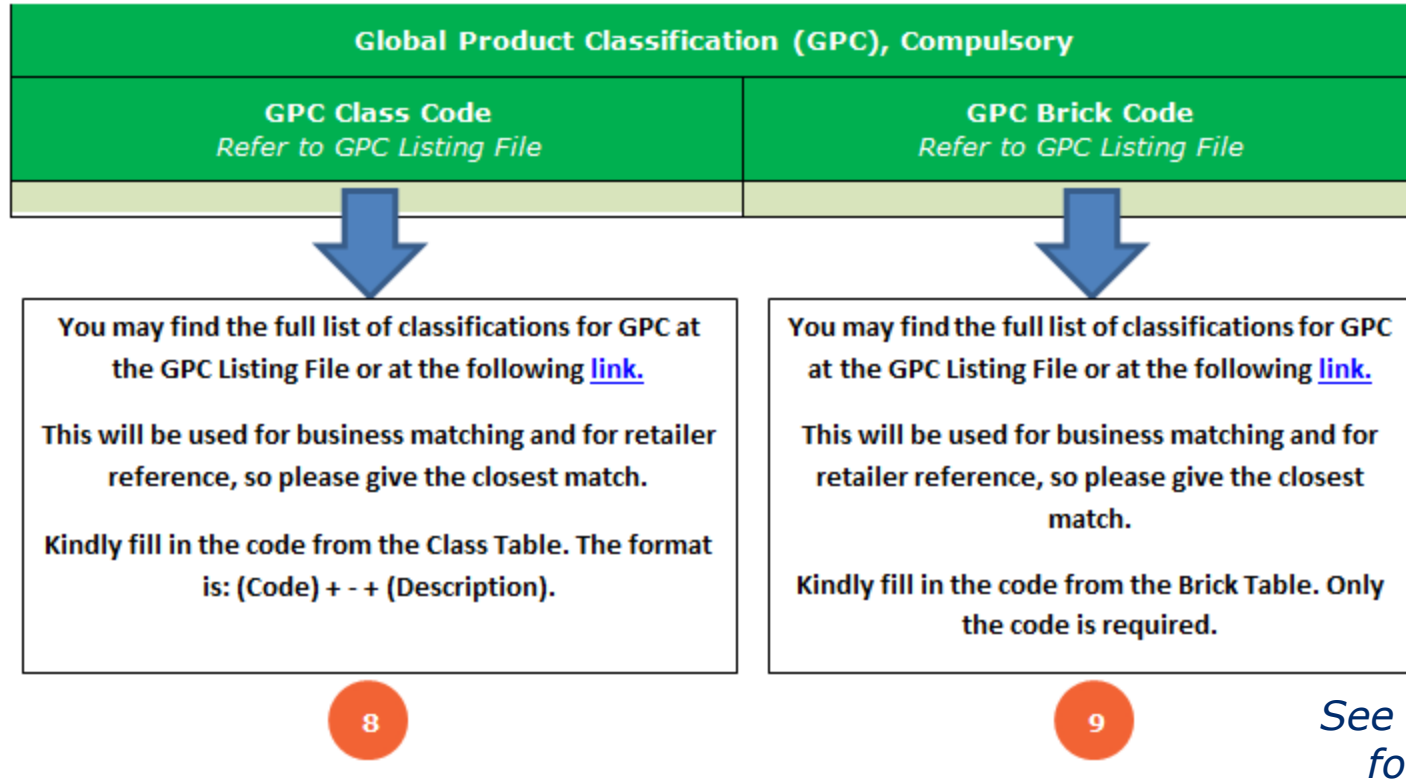 Global Product Classification (GPC), Compulsory
GPC Class Code
Refer to GPC Listing File
GPC Brick Code
Refer to GPC Listing File
You may find the full list of classifications for GPC at
the GPC Listing File or at the following link.
This will be used for business matching and for retailer
reference, so please give the closest match.
Kindly fill in the code from the Class Table. The format
is: (Code) + - + (Description).
8
You may find the full list of classifications for GPC
at the GPC Listing File or at the following link.
This will be used for business matching and for
retailer reference, so please give the closest
match.
Kindly fill in the code from the Brick Table. Only
the code is required.
9
See